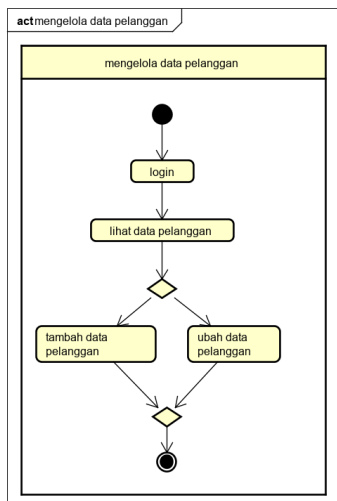 act mengelola data pelanggan
mengelola data pelanggan
login
lihat data pelanggan
tambah data
pelanggan
ubah data
pelanggan